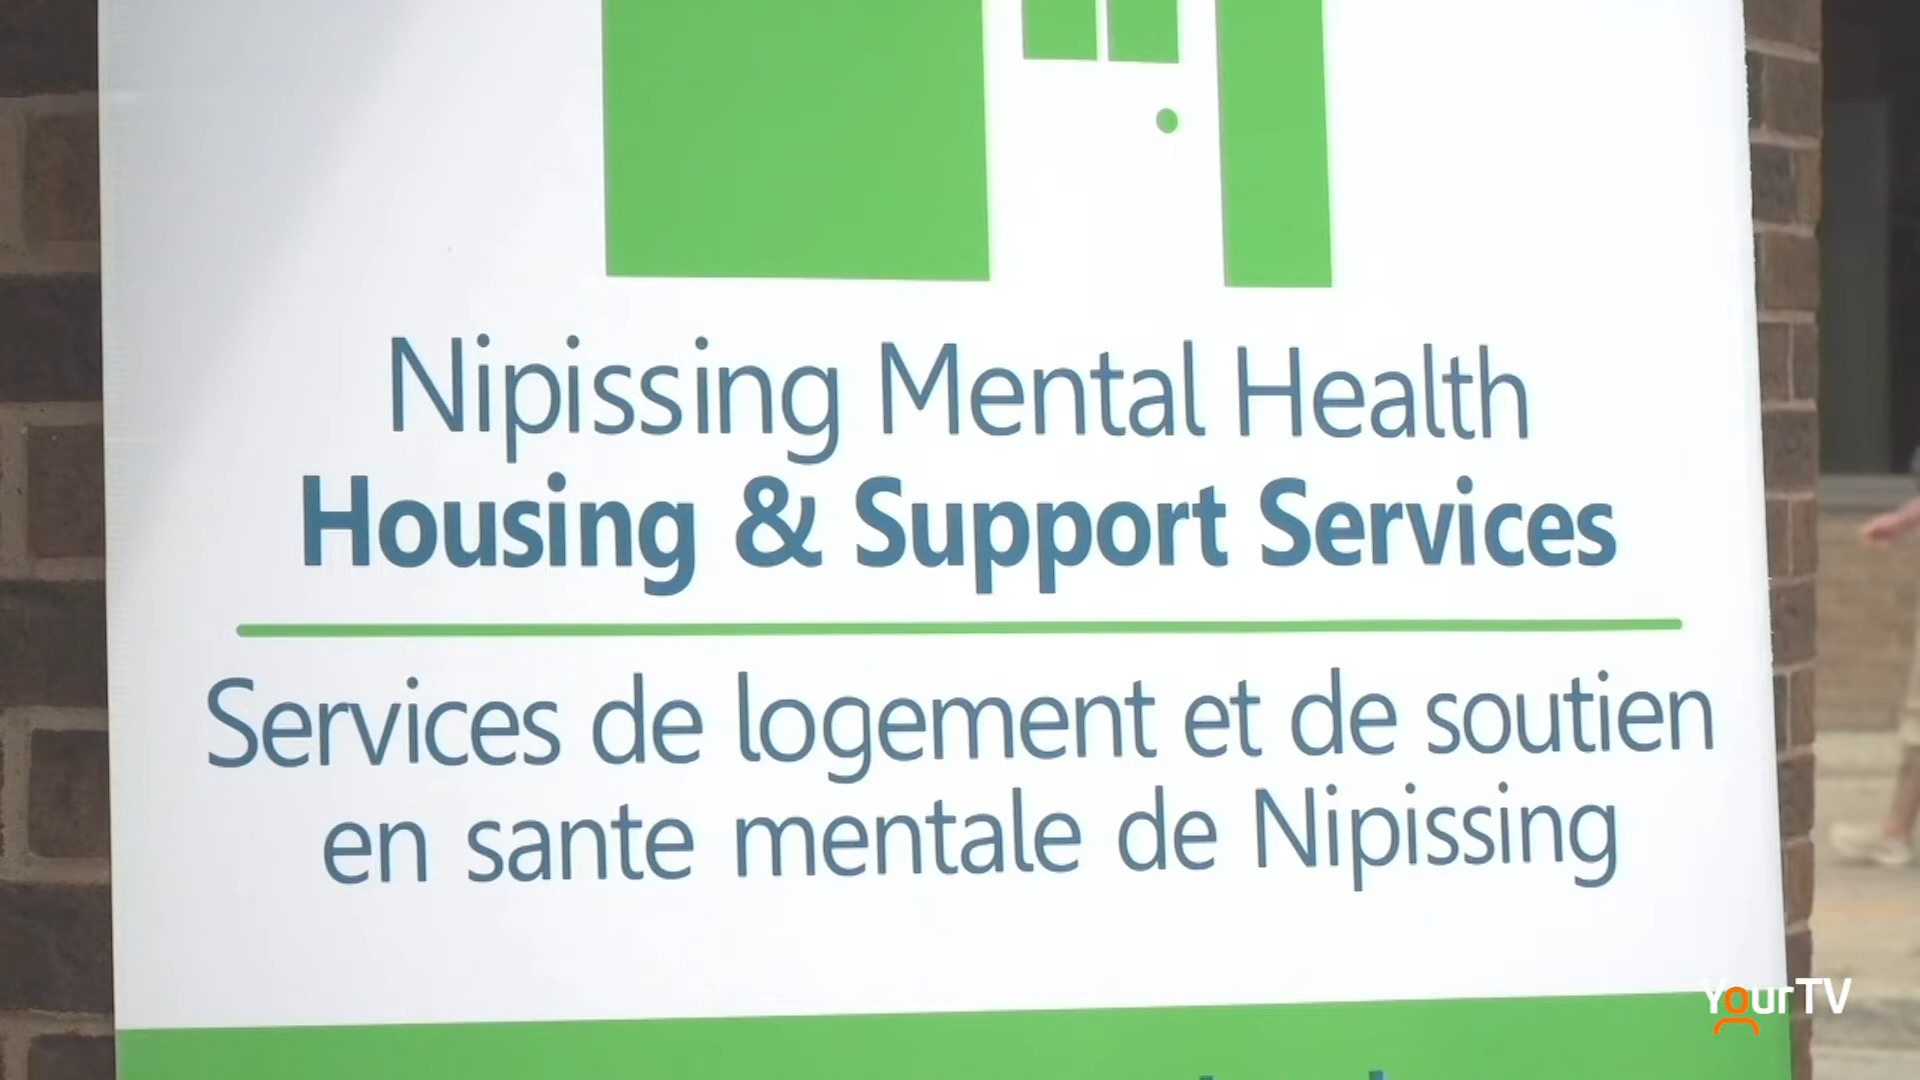 Nipissing Mental Health
Housing & Support Services
Services de logement et de soutien
en sante mentale de Nipissing
YourTV